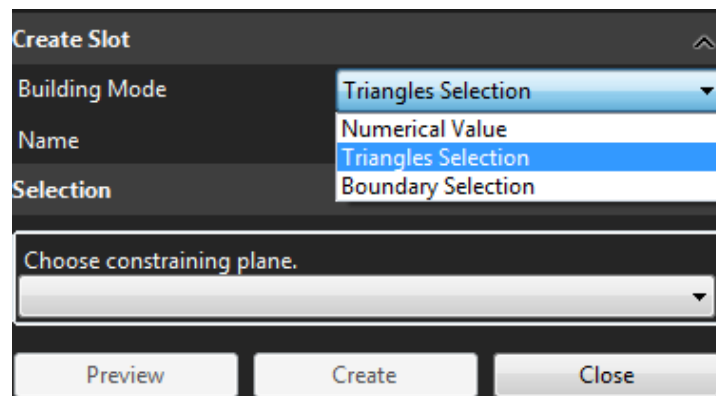 Create Slot
Building Mode Triangles Selection
Name Numerical Value
Triangles Selection
Selection Boundary Selection
Choose constraining plane.
Preview Create Close